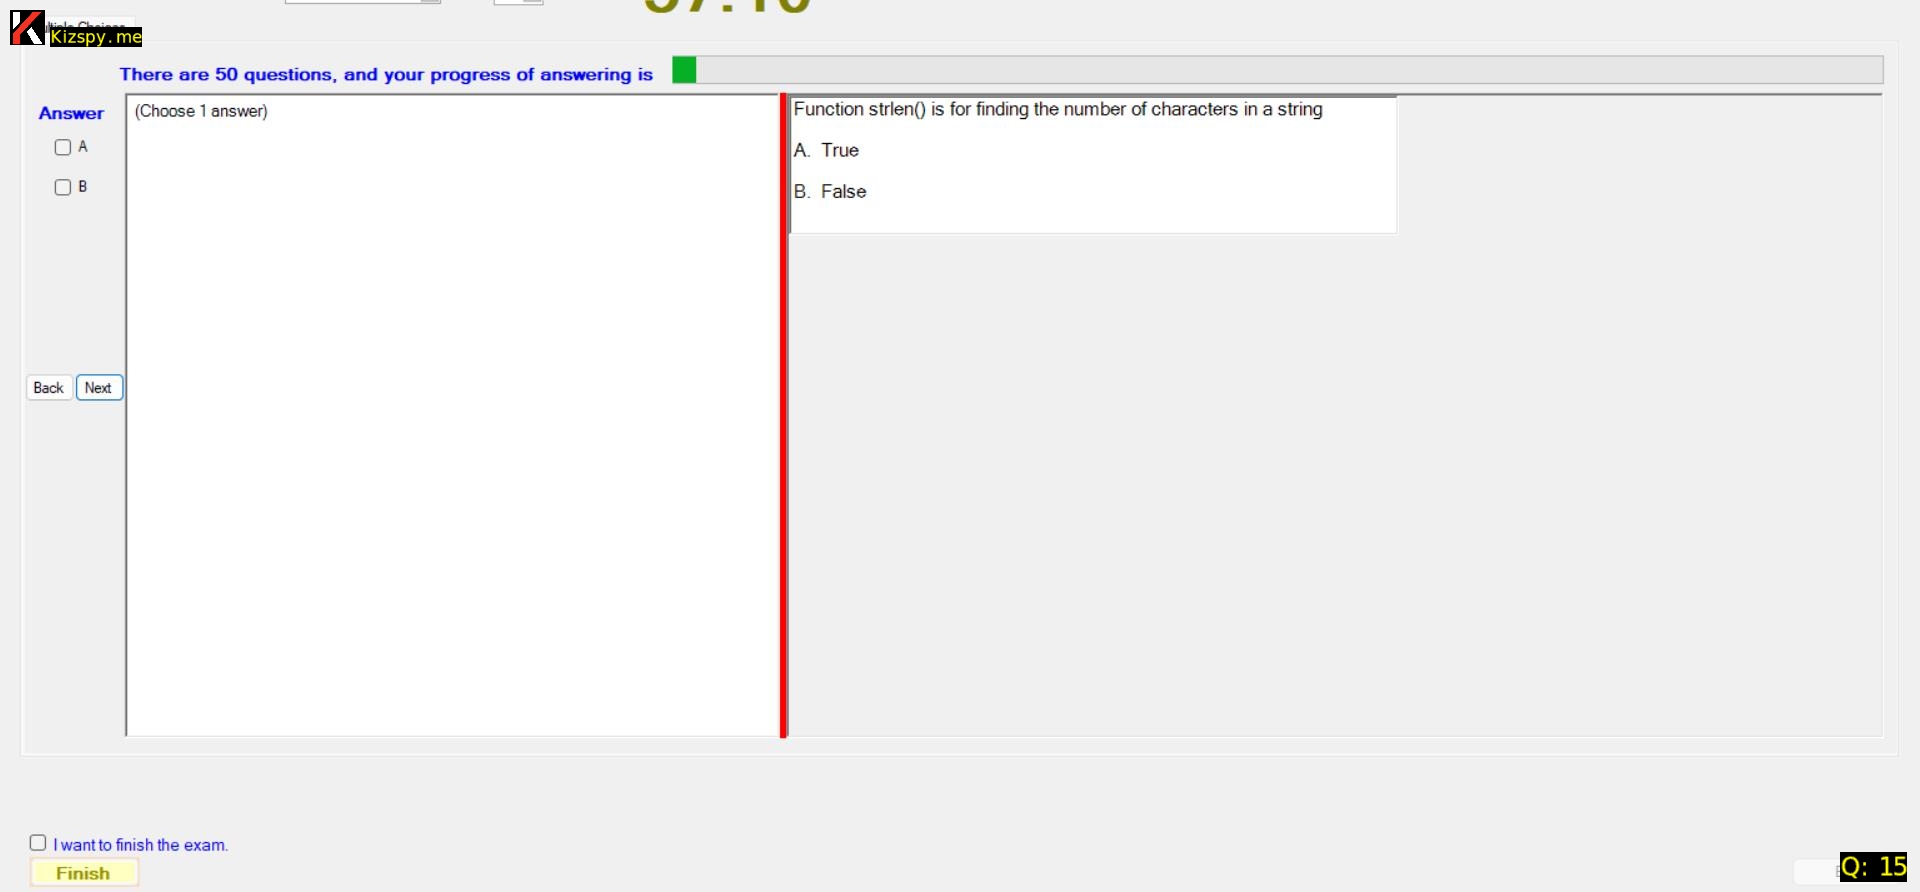 Kizspy.me
There are 50 questions, and your progress of answering is
Answer
(Choose 1 answer)
A
B
Function strlen() is for finding the number of characters in a string
A. True
B. False
Back
Next
I want to finish the exam.
Finish
Q: 15